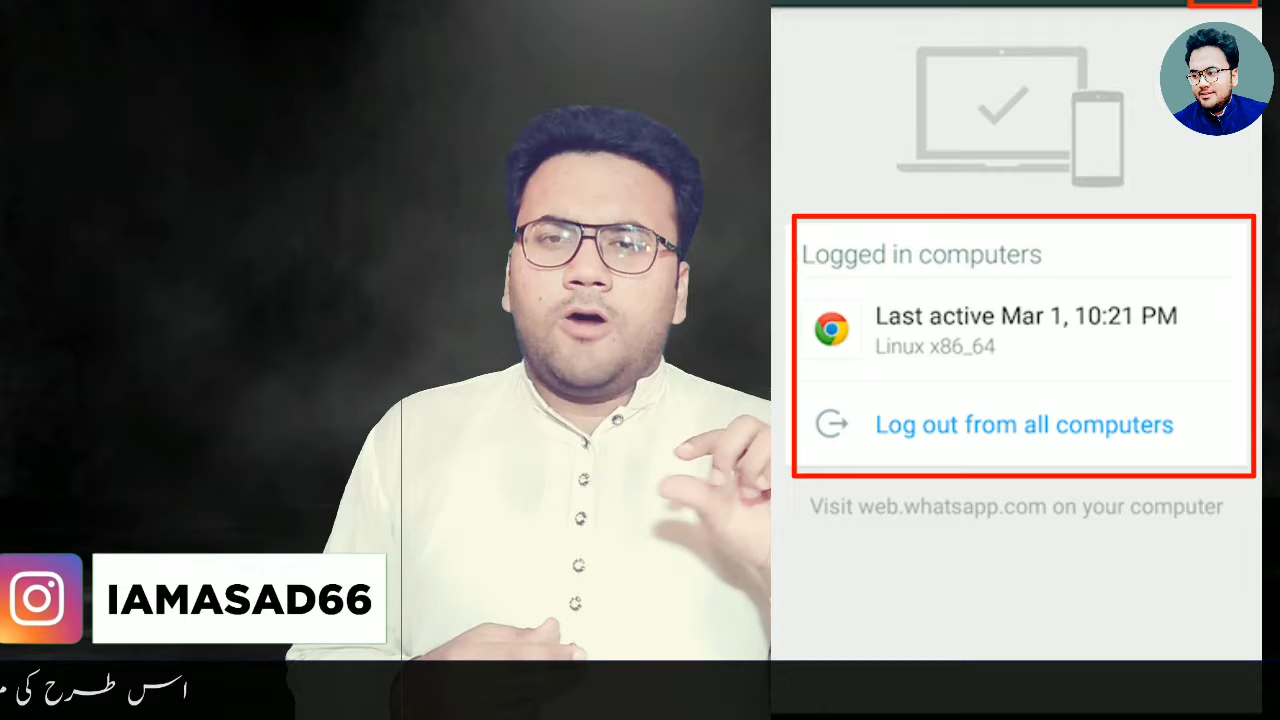 Logged in computers
Last active Mar 1, 10:21 PM
Linux x86_64
Log out from all computers
Visit web.whatsapp.com on your computer
IAMASAD66
اس طرح کی